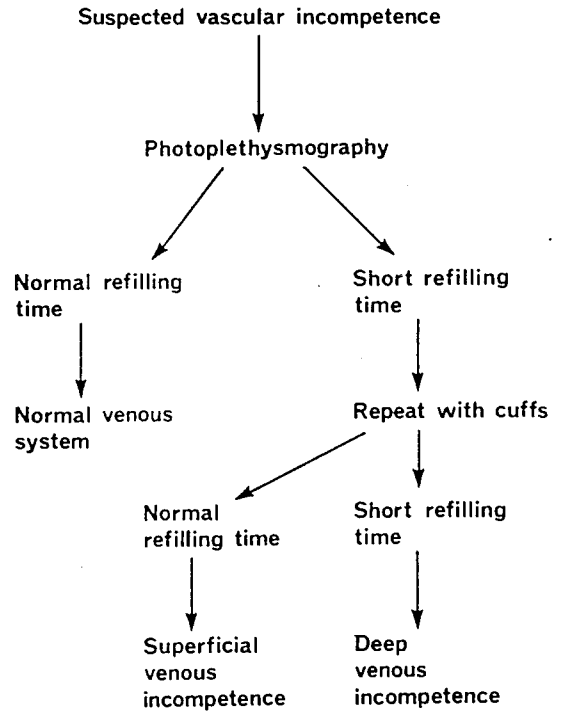 Suspected vascular incompetence
Photoplethysmography
Normal refilling
time
Short refilling
time
Normal venous
system
Repeat with cuffs
Normal
refilling time
Short refilling
time
Superficial
venous
incompetence
Deep
venous
incompetence